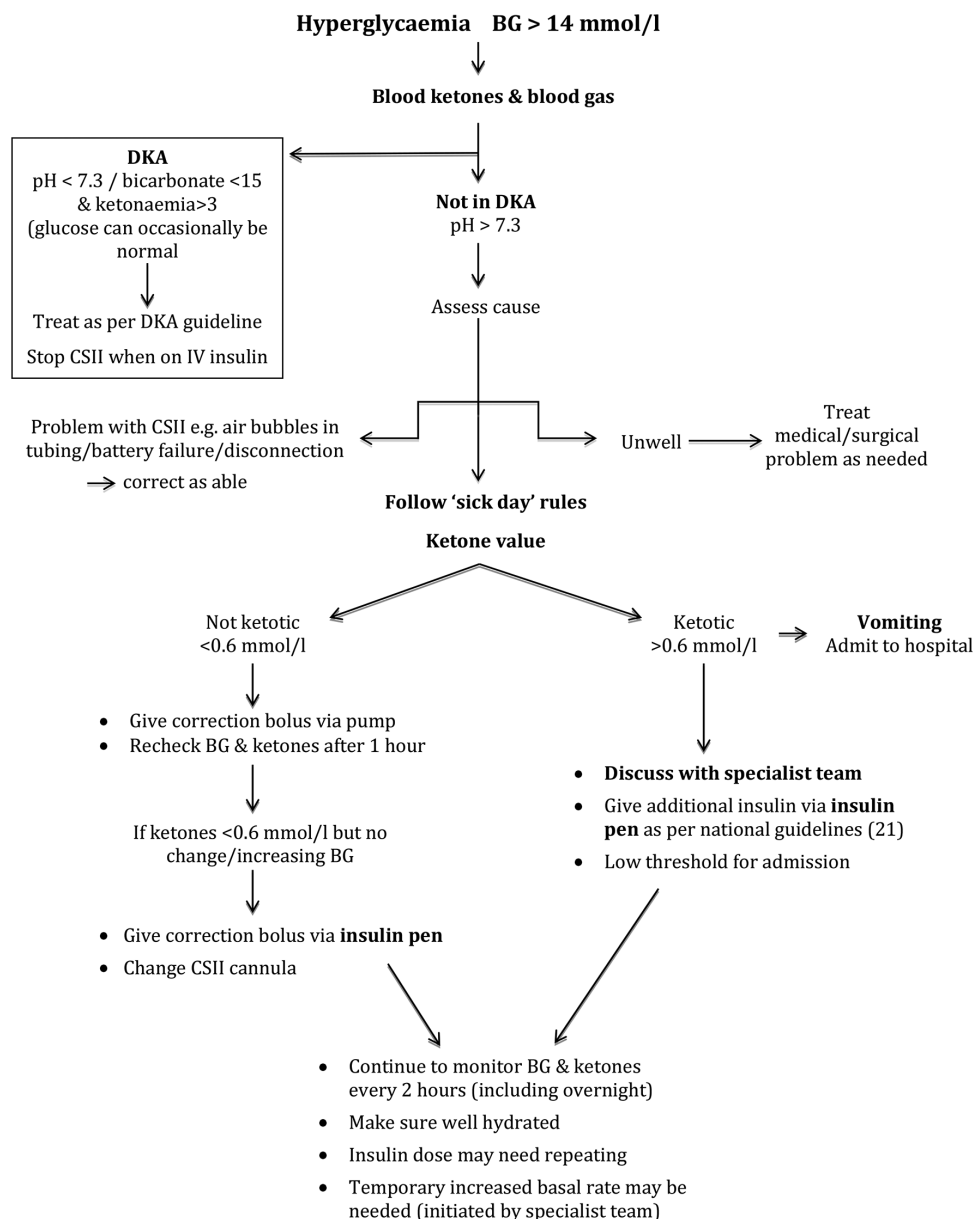 Hyperglycaemia BG > 14 mmol/l
Blood ketones & blood gas
DKA
pH < 7.3 / bicarbonate <15
& ketonaemia>3
(glucose can occasionally be
normal
Treat as per DKA guideline
Stop CSII when on IV insulin
Not in DKA
pH > 7.3
Assess cause
Problem with CSII e.g. air bubbles in
tubing/battery failure/disconnection
correct as able
Unwell
Treat
medical/surgical
problem as needed
Follow ‘sick day’ rules
Ketone value
Not ketotic
<0.6 mmol/l
Ketotic
>0.6 mmol/l
Vomiting
Admit to hospital
• Give correction bolus via pump
• Recheck BG & ketones after 1 hour
If ketones <0.6 mmol/l but no
change/increasing BG
• Give correction bolus via insulin pen
• Change CSII cannula
• Discuss with specialist team
• Give additional insulin via insulin
pen as per national guidelines (21)
• Low threshold for admission
• Continue to monitor BG & ketones
every 2 hours (including overnight)
• Make sure well hydrated
• Insulin dose may need repeating
• Temporary increased basal rate may be
needed (initiated by specialist team)